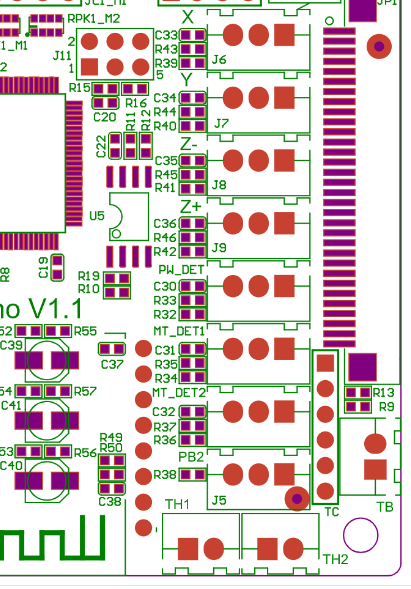 JC1_M1
JP1
RPK1_M2
X
K1_M1
C33
2
R43
J11
R39
J6
2
1
5
Y
R15
C34
R16
R44
C20
R40
J7
R11
R12
Z-
C22
C35
R45
R41
J8
Z+
U5
C36
R46
R42
J9
C19
R8
PW_DET
R19
C30
R10
R33
R32
no V1.1
MT_DET1
52
R55
C39
C31
C37
R35
R34
54
R57
MT_DET2
R13
C41
C32
R9
R37
R49
R36
53
R56
R50
PB2
C40
R38
C38
TH1
J5
TC
TB
TH2